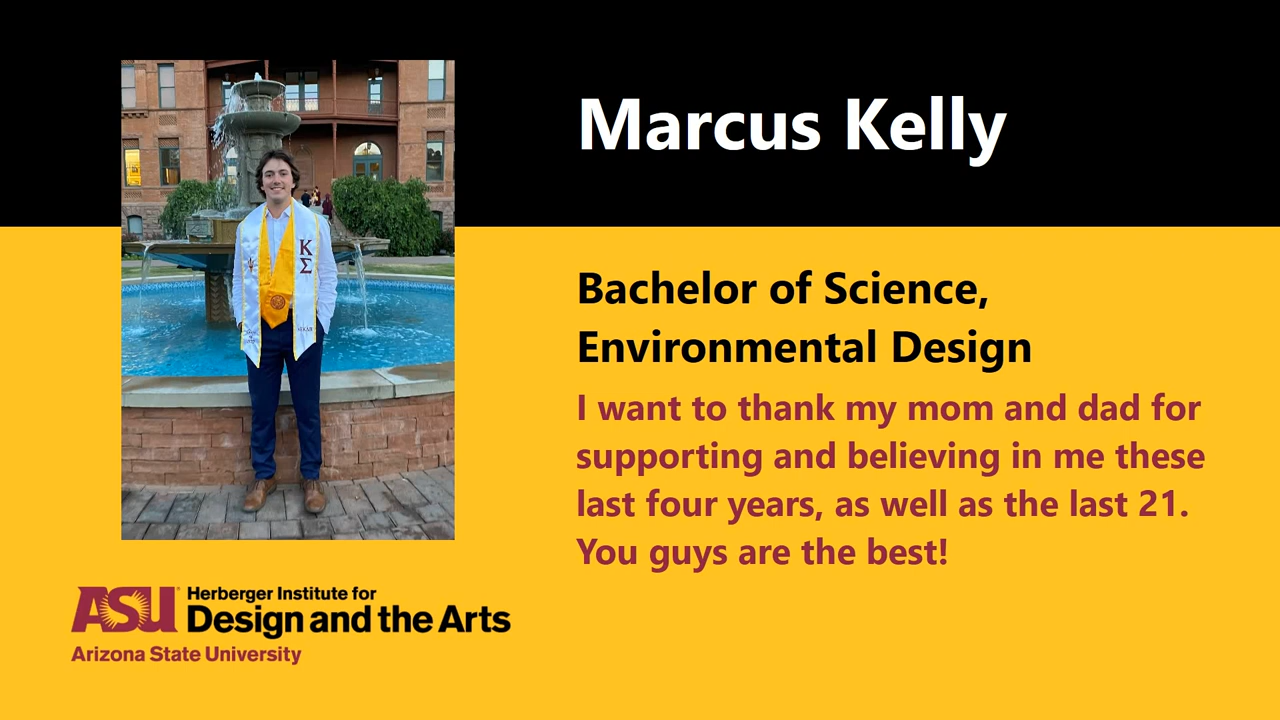 Marcus Kelly
Bachelor of Science,
Environmental Design
I want to thank my mom and dad for
supporting and believing in me these
last four years, as well as the last 21.
You guys are the best!
ΚΣ
ASU Herberger Institute for
Design and the Arts
Arizona State University